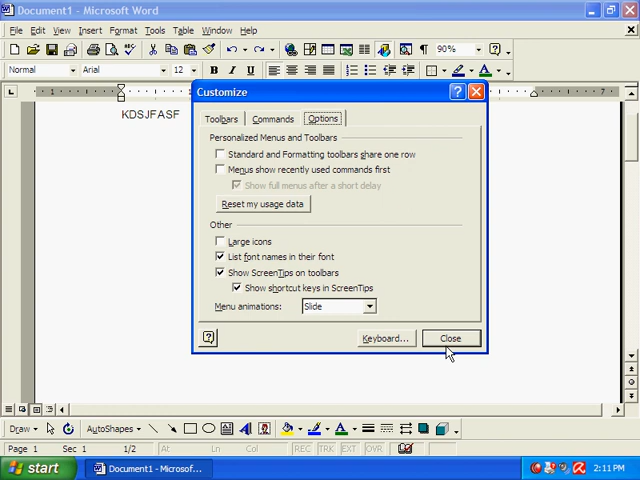 Document1 - Microsoft Word
File Edit View Insert Format Tools Table Window Help
90%
Normal Arial 12 B I U
KDSJFASF
Customize
Toolbars Commands Options
Personalized Menus and Toolbars
Standard and Formatting toolbars share one row
Menus show recently used commands first
Show full menus after a short delay
Reset my usage data
Other
Large icons
List font names in their font
Show ScreenTips on toolbars
Show shortcut keys in ScreenTips
Menu animations: Slide
Keyboard... Close
Draw AutoShapes
Page 1 Sec 1 1/2 At Ln Col REC TRK EXT OVR
start Document1 - Microsof... 2:11 PM